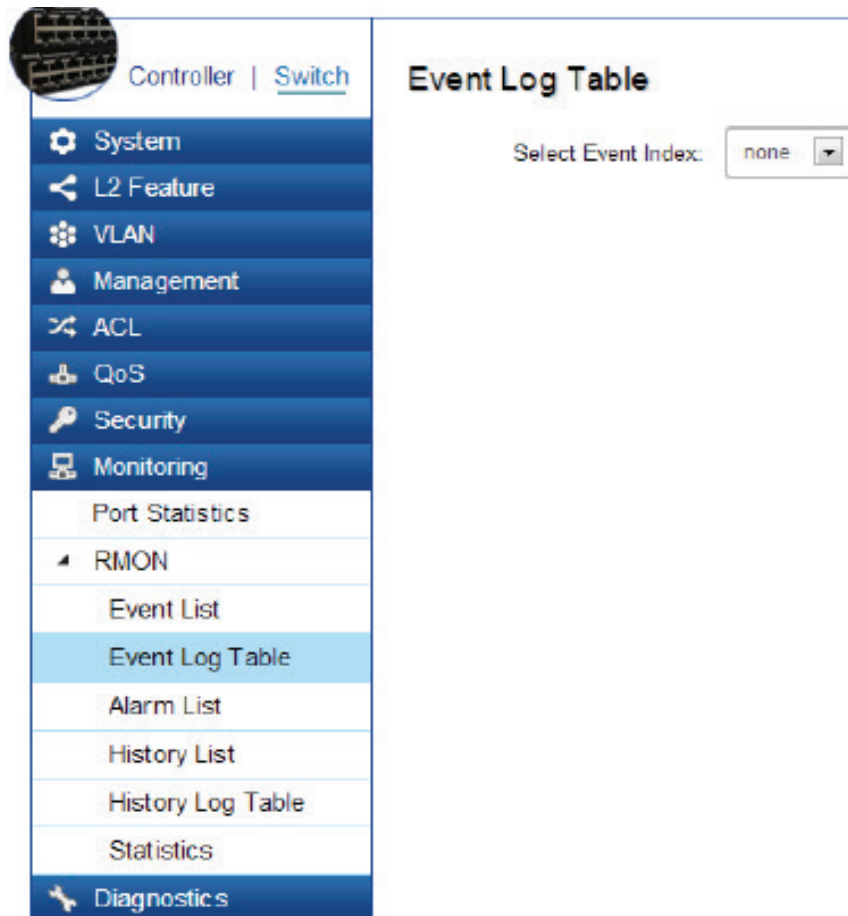 Controller | Switch
System
L2 Feature
VLAN
Management
ACL
QoS
Security
Monitoring
Port Statistics
RMON
Event List
Event Log Table
Alarm List
History List
History Log Table
Statistics
Diagnostics
Event Log Table
Select Event Index: none